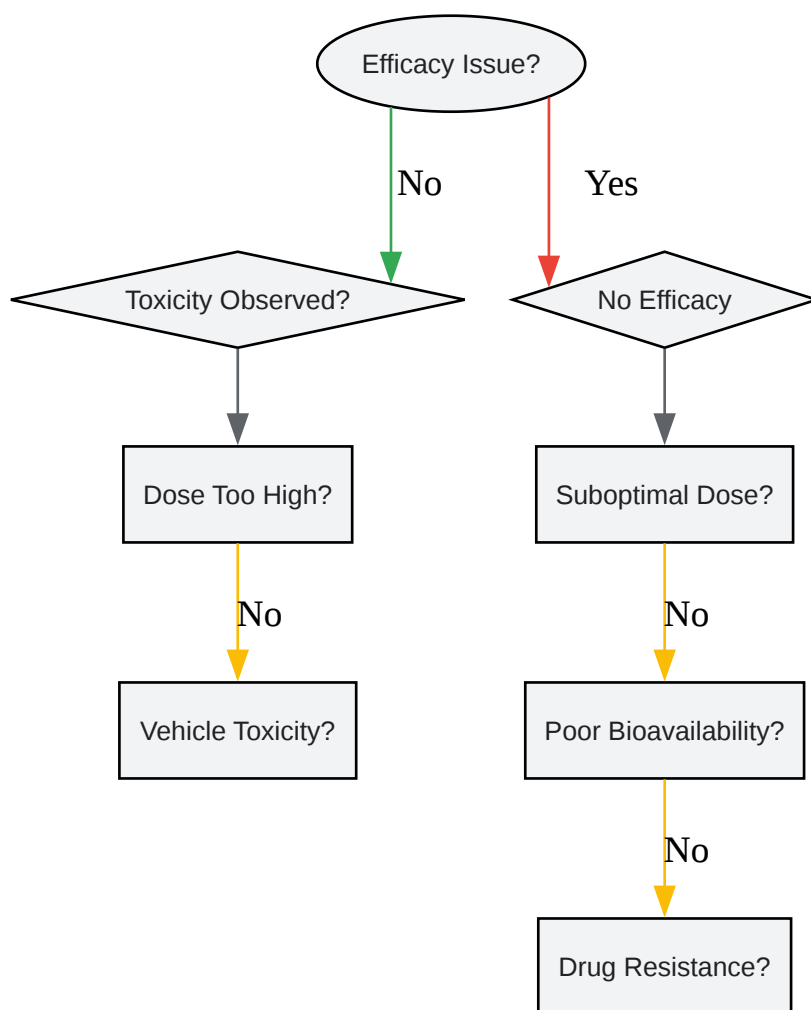 Efficacy Issue?
No
Yes
Toxicity Observed?
No Efficacy
Dose Too High?
Suboptimal Dose?
No
No
Vehicle Toxicity?
Poor Bioavailability?
No
Drug Resistance?